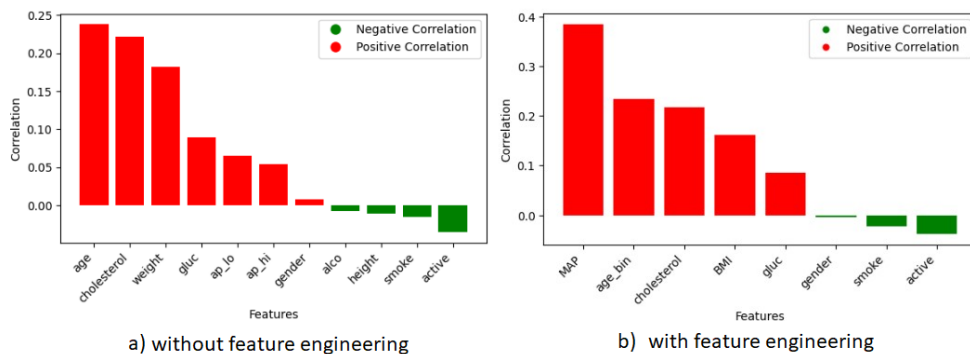 0.25
0.20
0.15
0.10
0.05
0.00
Correlation
Negative Correlation
Positive Correlation
age
cholesterol
weight
gluc
ap_lo
ap_hi
gender
alco
height
smoke
active
Features
a) without feature engineering
0.4
0.3
0.2
0.1
0.0
Correlation
Negative Correlation
Positive Correlation
MAP
age_bin
cholesterol
BMI
gluc
gender
smoke
active
Features
b) with feature engineering